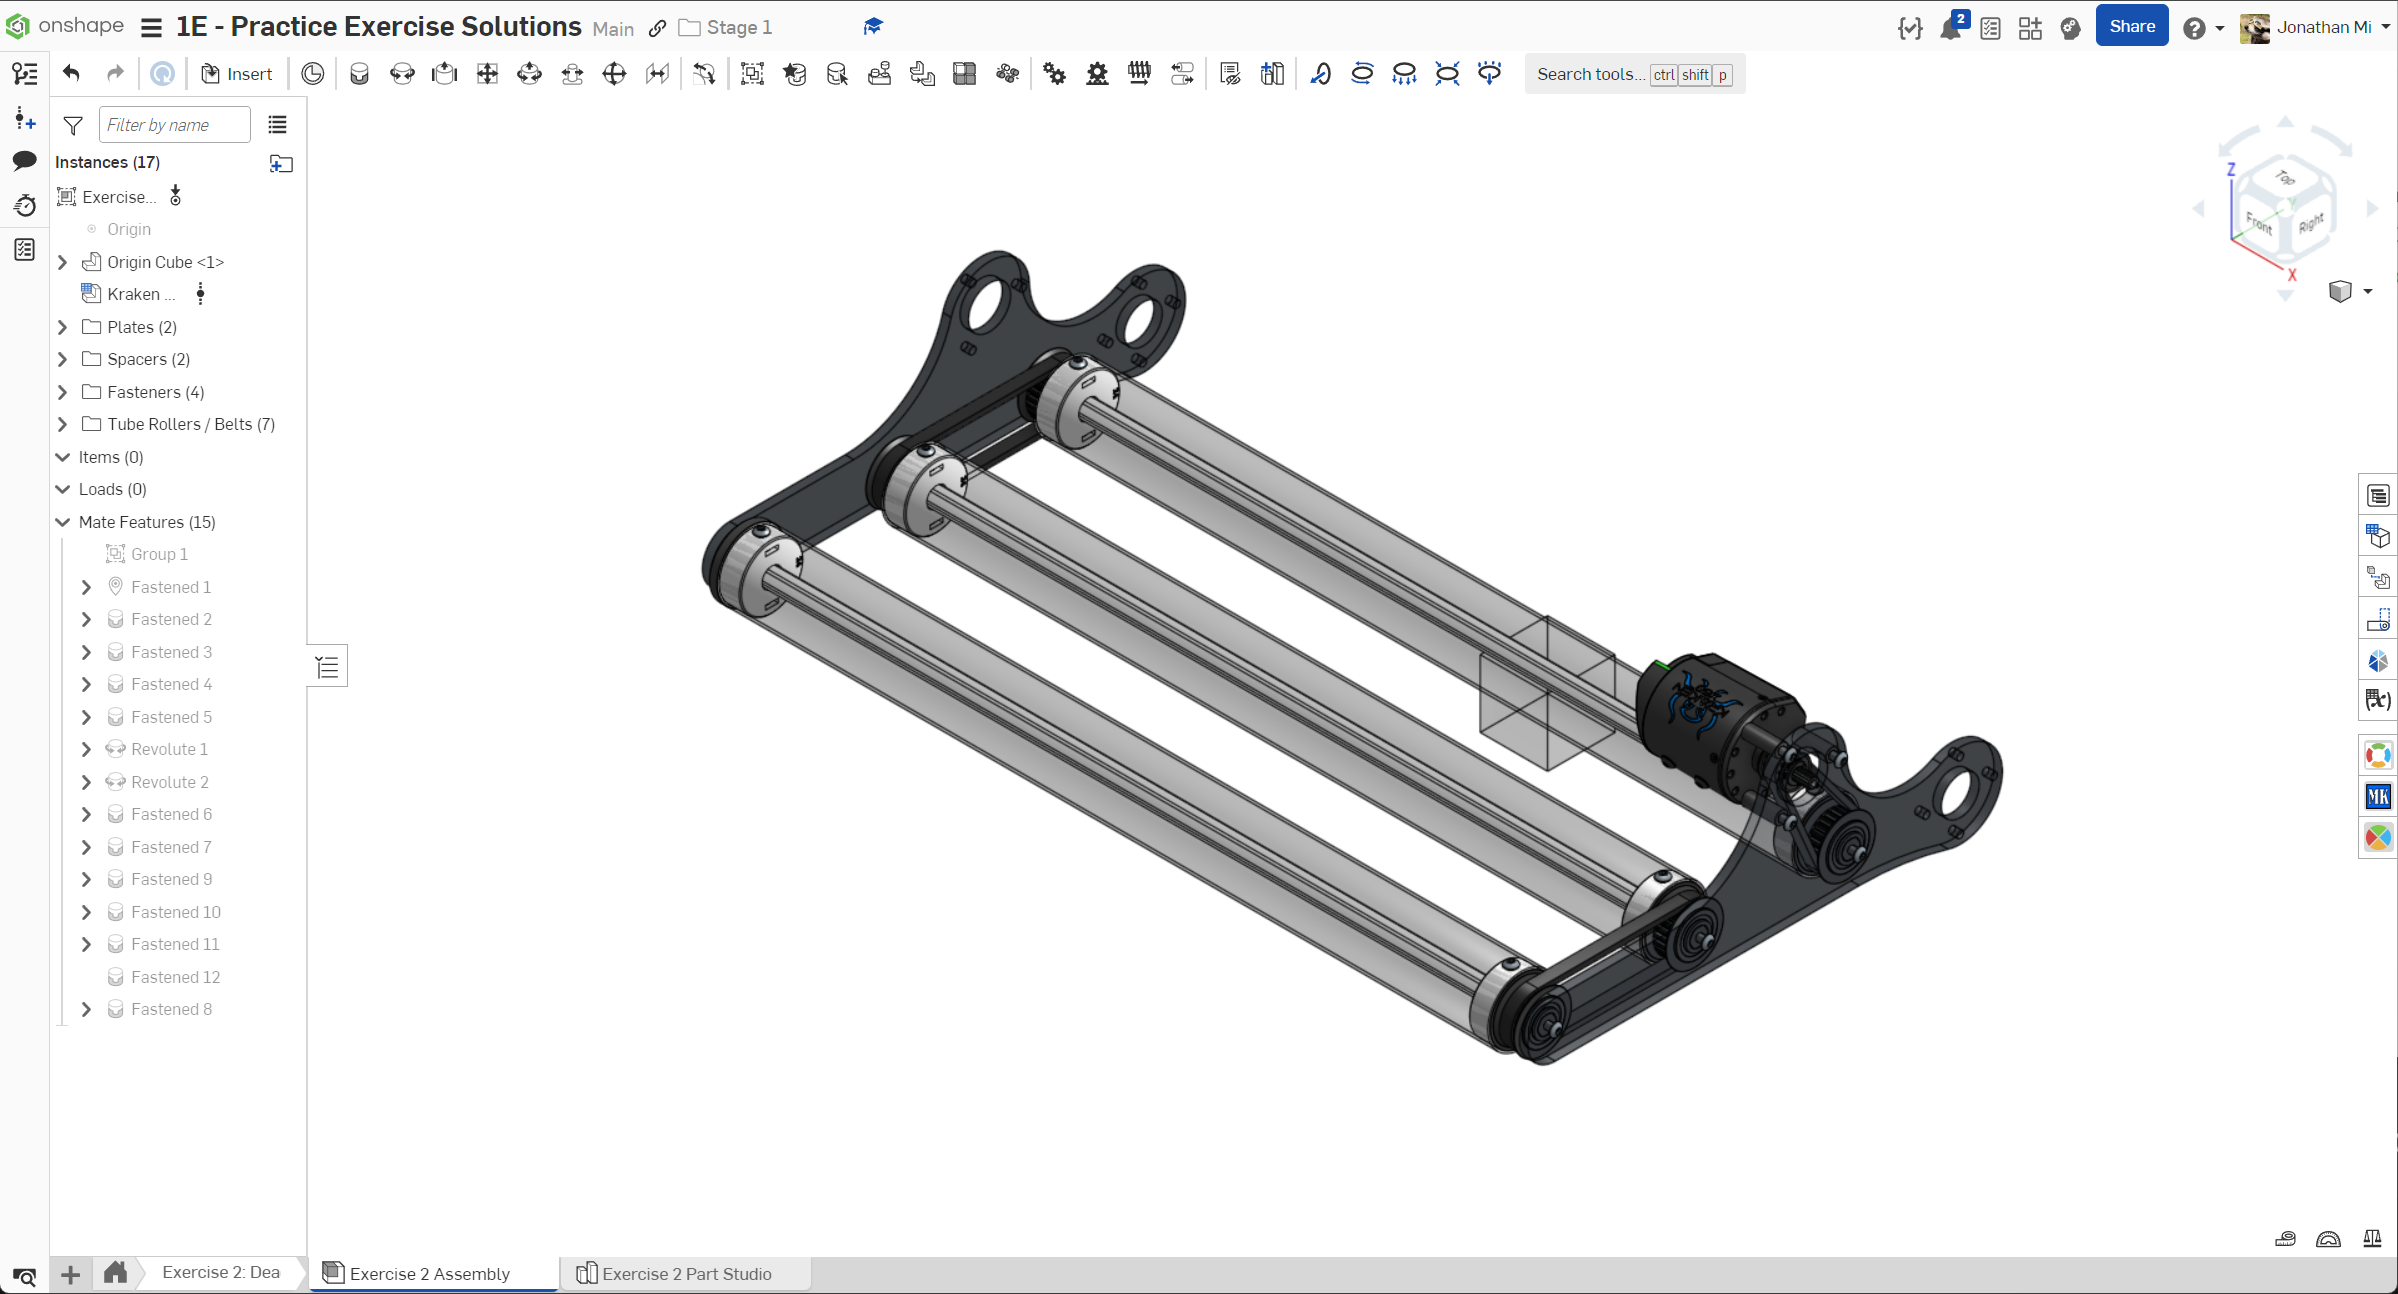 onshape
1E - Practice Exercise Solutions Main Stage 1
2
Share
Jonathan Mi
Insert
Search tools... ctrl shift p
Filter by name
Instances (17)
Exercise...
Origin
Origin Cube <1>
Kraken ...
Plates (2)
Spacers (2)
Fasteners (4)
Tube Rollers / Belts (7)
Items (0)
Loads (0)
Mate Features (15)
Group 1
Fastened 1
Fastened 2
Fastened 3
Fastened 4
Fastened 5
Revolute 1
Revolute 2
Fastened 6
Fastened 7
Fastened 9
Fastened 10
Fastened 11
Fastened 12
Fastened 8
Z
Top
Front
Right
X
(x)
MK
Exercise 2: Dea
Exercise 2 Assembly
Exercise 2 Part Studio